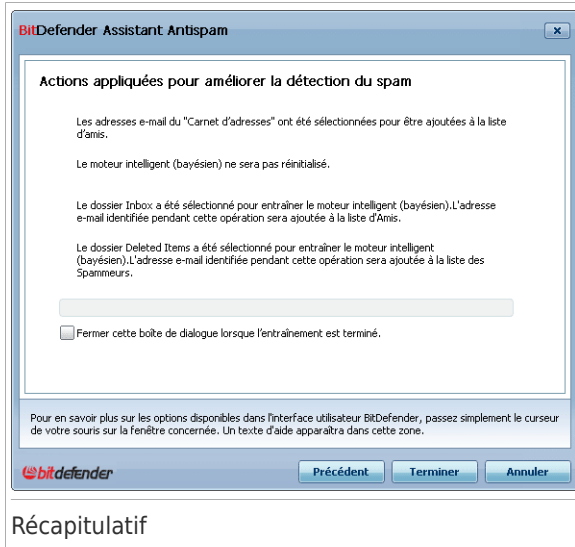 BitDefender Assistant Antispam
Actions appliquées pour améliorer la détection du spam
Les adresses e-mail du "Carnet d'adresses" ont été sélectionnées pour être ajoutées à la liste
d'amis.
Le moteur intelligent (bayésien) ne sera pas réinitialisé.
Le dossier Inbox a été sélectionné pour entraîner le moteur intelligent (bayésien).L'adresse
e-mail identifiée pendant cette opération sera ajoutée à la liste d'Amis.
Le dossier Deleted Items a été sélectionné pour entraîner le moteur intelligent
(bayésien).L'adresse e-mail identifiée pendant cette opération sera ajoutée à la liste des
Spammeurs.
Fermer cette boîte de dialogue lorsque l'entraînement est terminé.
Pour en savoir plus sur les options disponibles dans l'interface utilisateur BitDefender, passez simplement le curseur
de votre souris sur la fenêtre concernée. Un texte d'aide apparaîtra dans cette zone.
bitdefender
Précédent
Terminer
Annuler
Récapitulatif